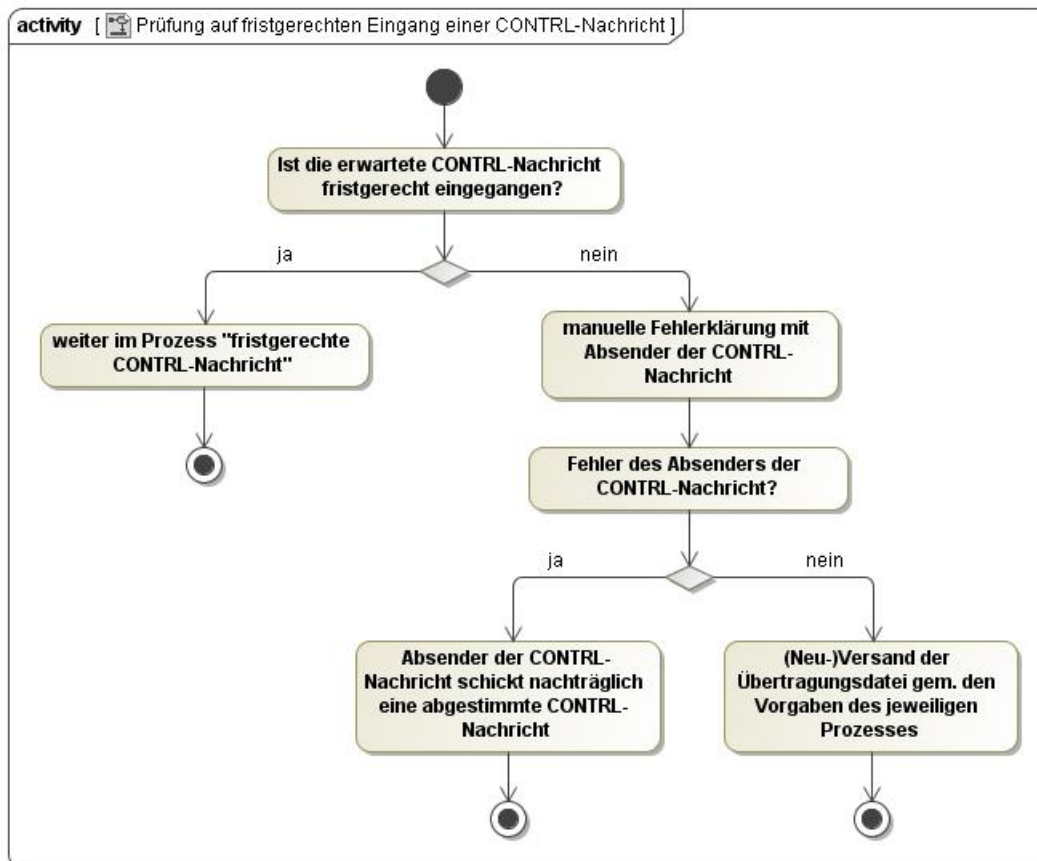 activity [ Prüfung auf fristgerechten Eingang einer CONTRL-Nachricht ]
Ist die erwartete CONTRL-Nachricht
fristgerecht eingegangen?
ja
nein
weiter im Prozess "fristgerechte
CONTRL-Nachricht"
manuelle Fehlerklärung mit
Absender der CONTRL-
Nachricht
Fehler des Absenders der
CONTRL-Nachricht?
ja
nein
Absender der CONTRL-
Nachricht schickt nachträglich
eine abgestimmte CONTRL-
Nachricht
(Neu-)Versand der
Übertragungsdatei gem. den
Vorgaben des jeweiligen
Prozesses